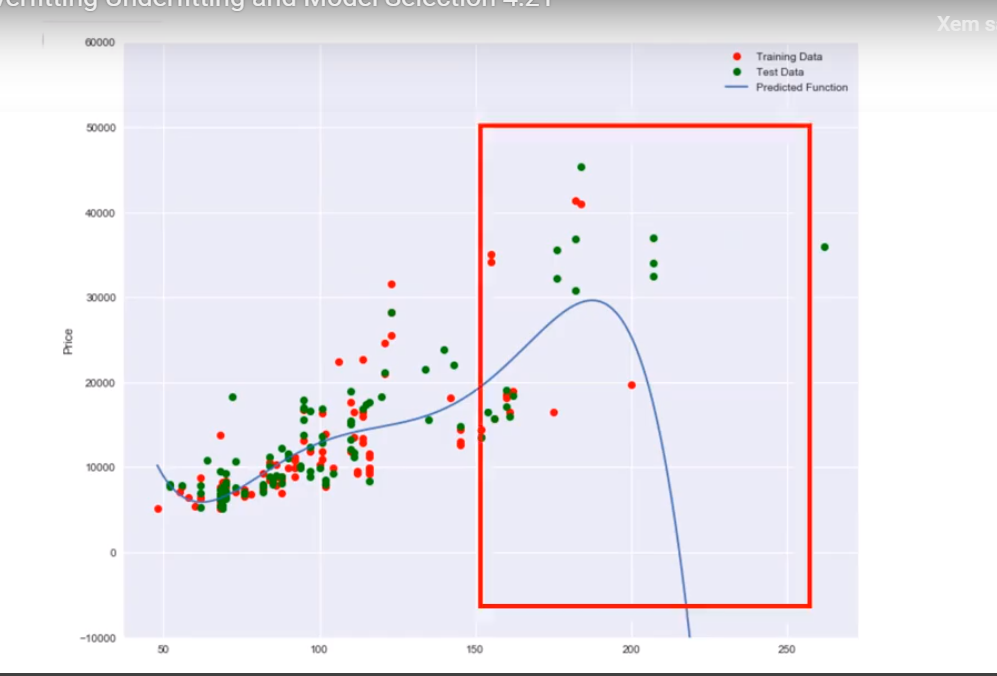 verfitting Underfitting and Model Selection 4:21
Xem s
60000
Training Data
Test Data
Predicted Function
50000
40000
30000
Price
20000
10000
0
−10000
50
100
150
200
250